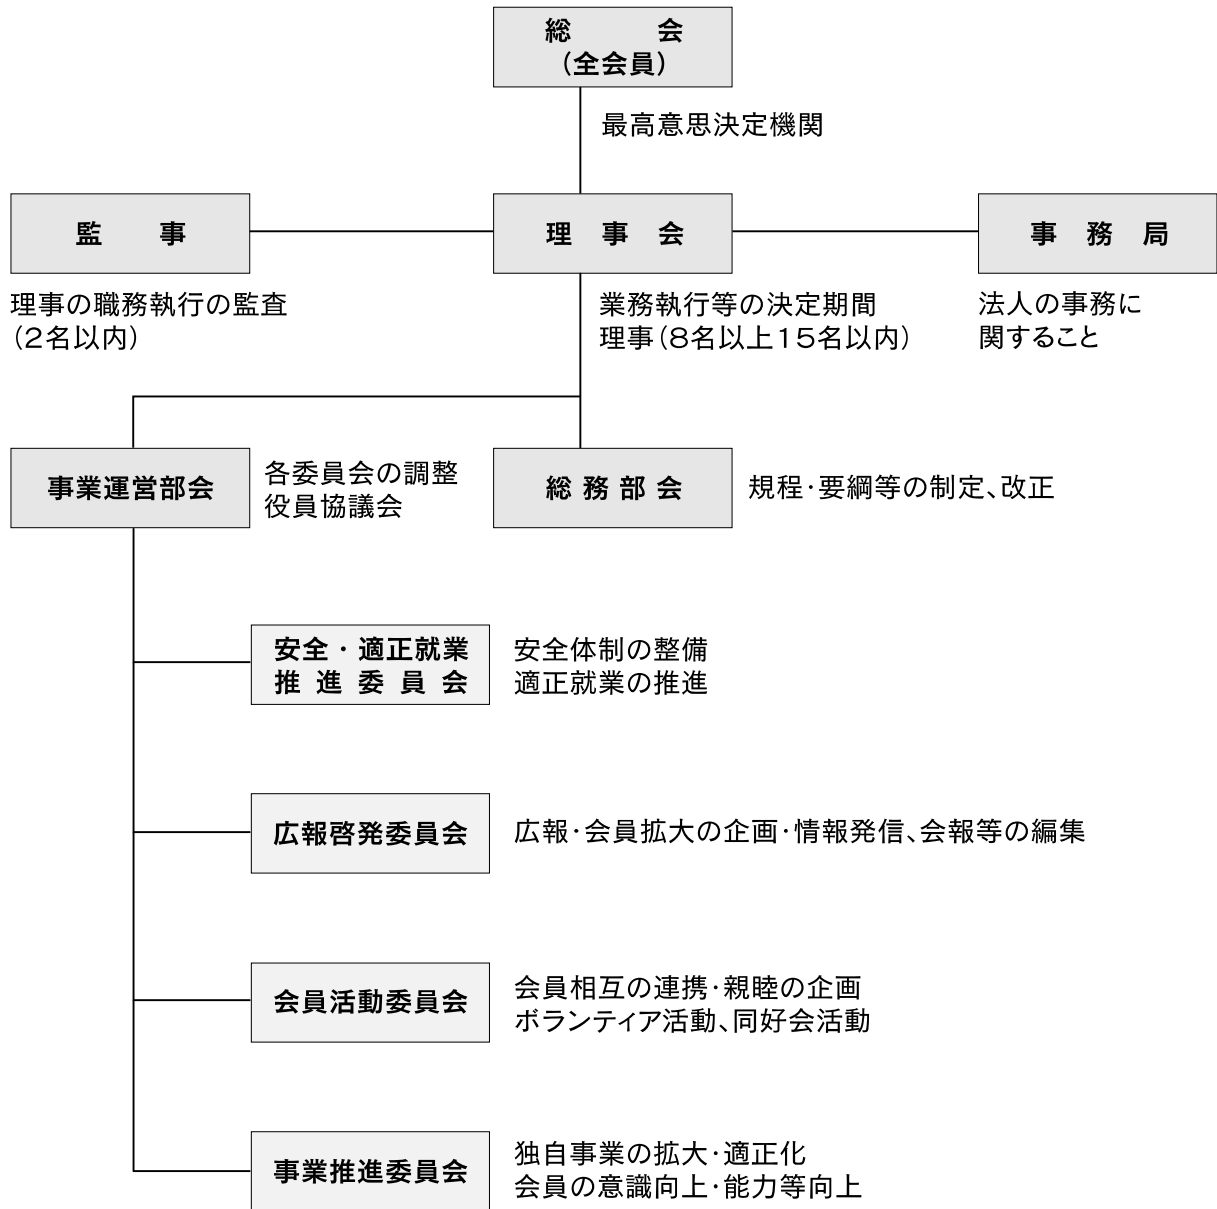 総会
(全会員)
最高意思決定機関
監事
理事会
事務局
理事の職務執行の監査
(2名以内)
業務執行等の決定期間
理事(8名以上15名以内)
法人の事務に
関すること
事業運営部会
各委員会の調整
役員協議会
総務部会
規程・要綱等の制定、改正
安全・適正就業
推進委員会
安全体制の整備
適正就業の推進
広報啓発委員会
広報・会員拡大の企画・情報発信、会報等の編集
会員活動委員会
会員相互の連携・親睦の企画
ボランティア活動、同好会活動
事業推進委員会
独自事業の拡大・適正化
会員の意識向上・能力等向上